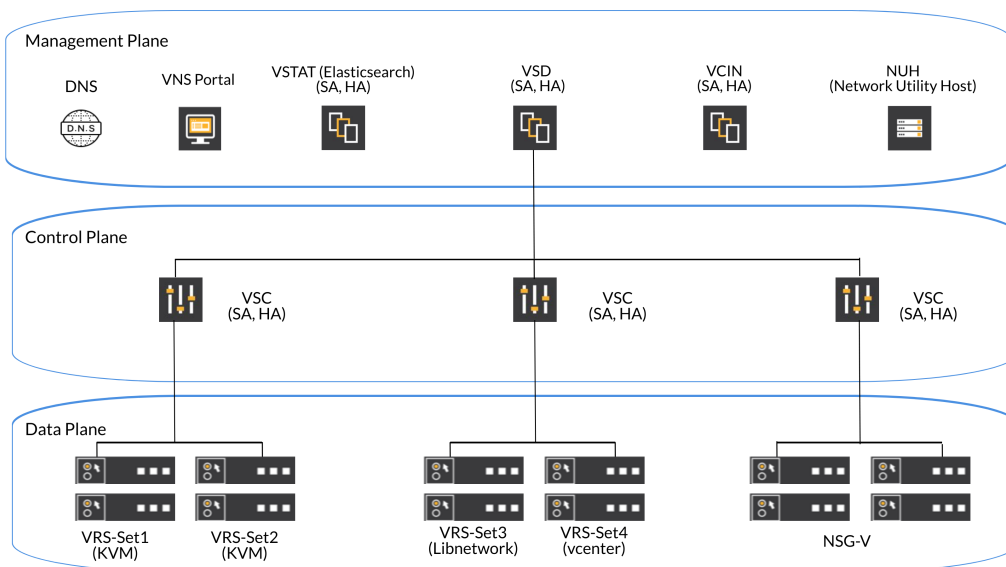 Management Plane
DNS
VNS Portal
VSTAT (Elasticsearch)
(SA, HA)
VSD
(SA, HA)
VCIN
(SA, HA)
NUH
(Network Utility Host)
D.N.S
Control Plane
VSC
(SA, HA)
VSC
(SA, HA)
VSC
(SA, HA)
Data Plane
VRS-Set1
(KVM)
VRS-Set2
(KVM)
VRS-Set3
(Libnetwork)
VRS-Set4
(vcenter)
NSG-V